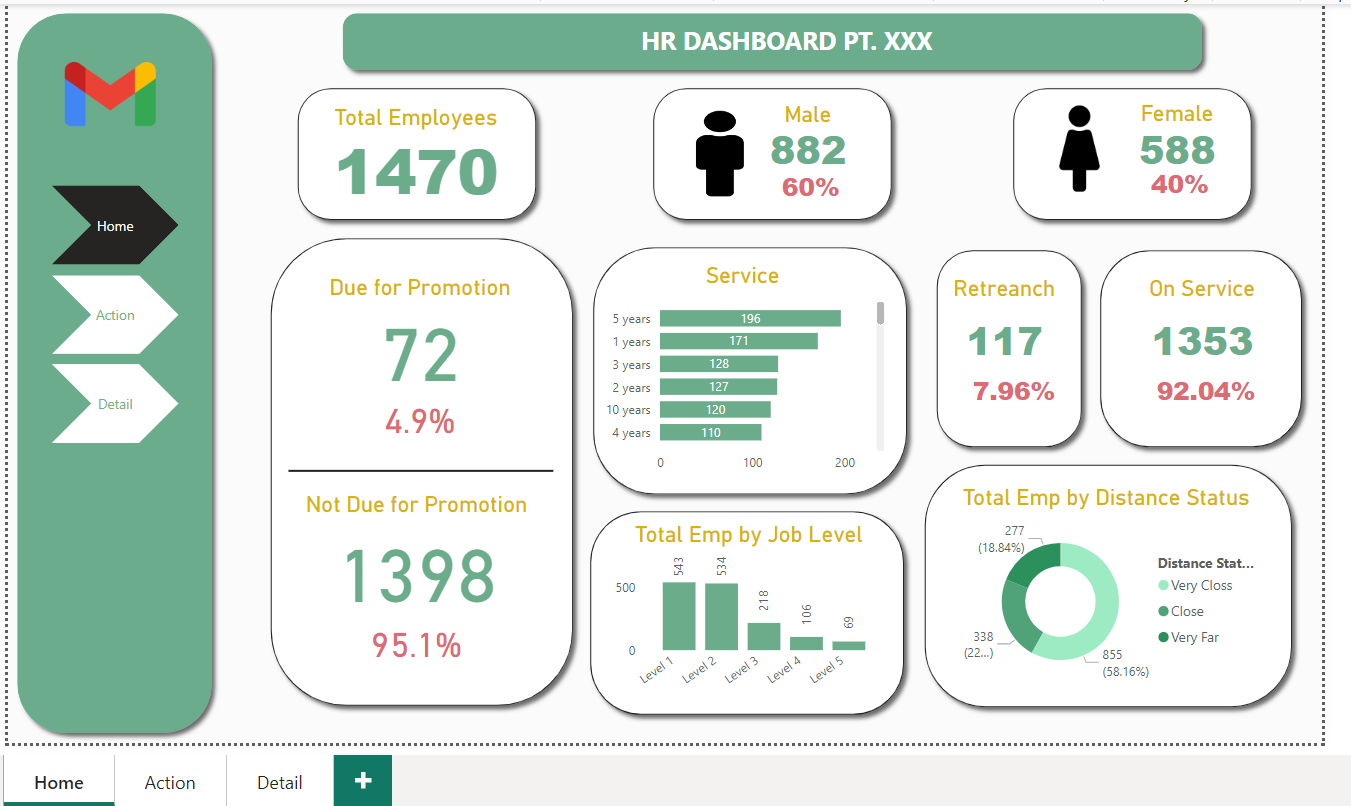 HR DASHBOARD PT. XXX
Home
Action
Detail
Total Employees
1470
Male
882
60%
Female
588
40%
Due for Promotion
72
4.9%
Not Due for Promotion
1398
95.1%
Service
5 years 196
1 years 171
3 years 128
2 years 127
10 years 120
4 years 110
0 100 200
Retreanch
117
7.96%
On Service
1353
92.04%
Total Emp by Job Level
543 534 218 106 69
500
0
Level 1 Level 2 Level 3 Level 4 Level 5
Total Emp by Distance Status
277
(18.84%)
338
(22...)
855
(58.16%)
Distance Stat...
Very Closs
Close
Very Far
Home Action Detail +